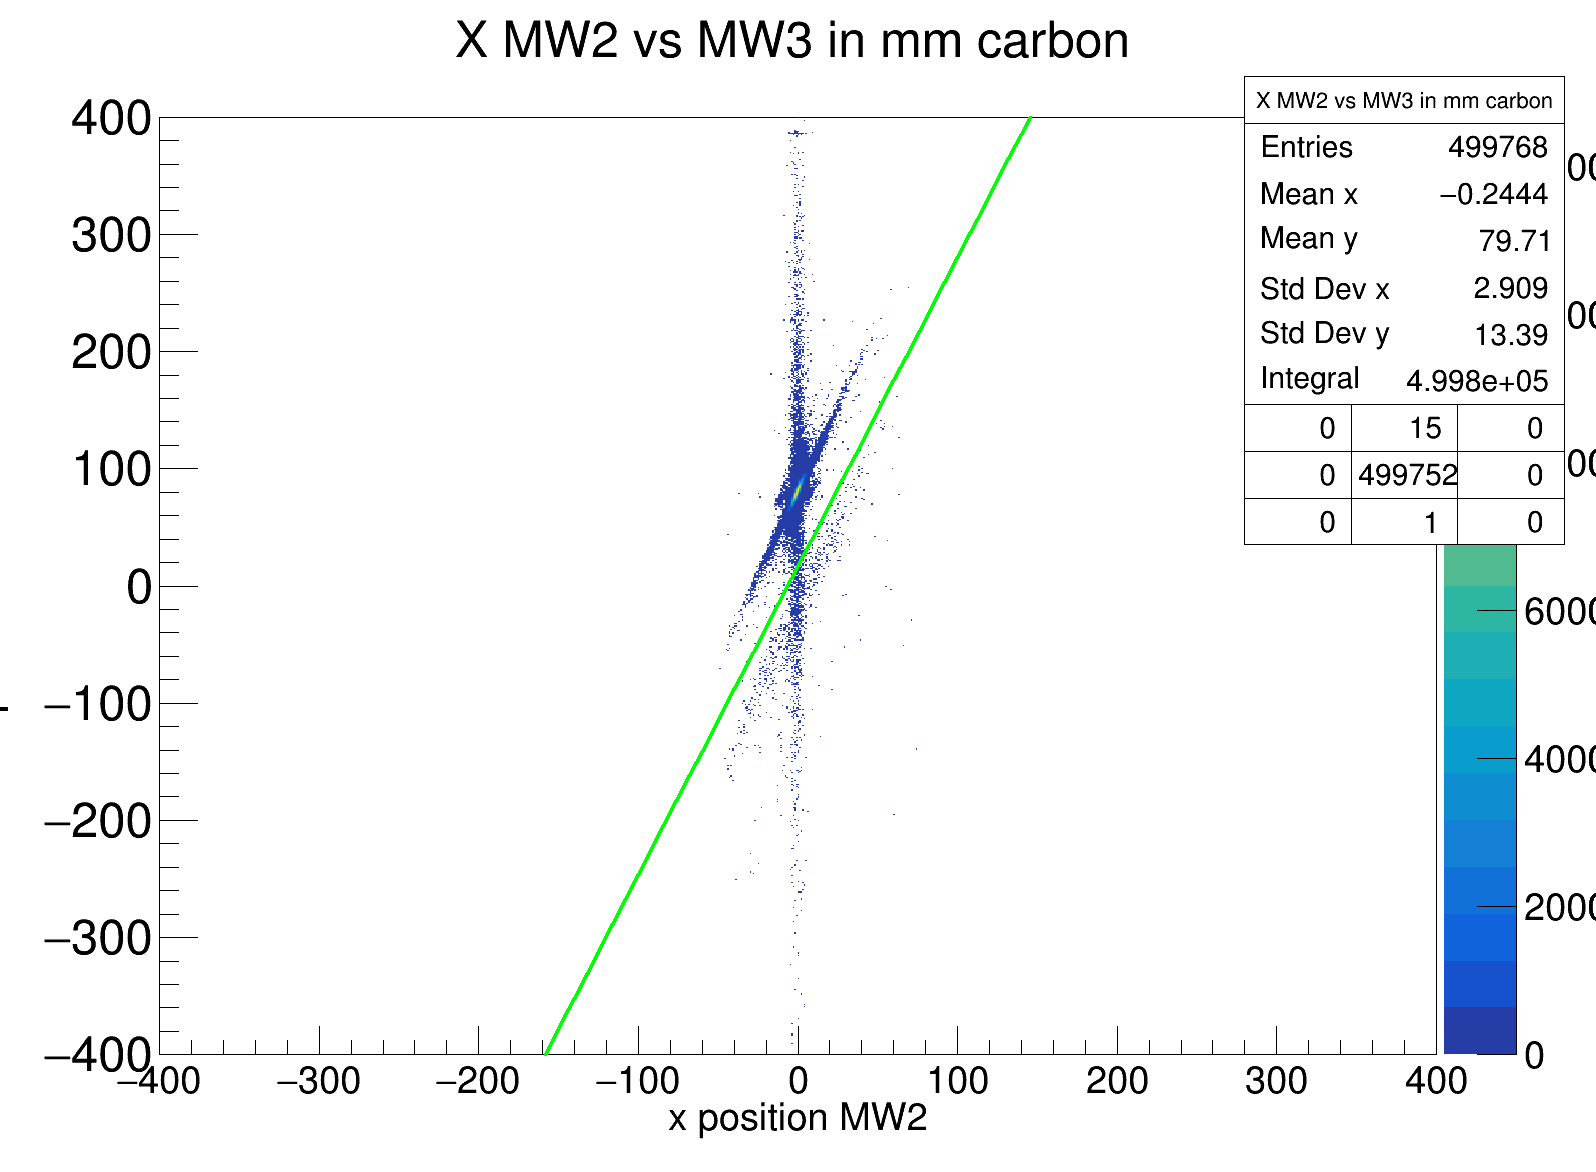 X MW2 vs MW3 in mm carbon
X MW2 vs MW3 in mm carbon
Entries 499768
Mean x −0.2444
Mean y 79.71
Std Dev x 2.909
Std Dev y 13.39
Integral 4.998e+05
0 15 0
0 499752 0
0 1 0
400
300
200
100
0
−100
−200
−300
−400
−400 −300 −200 −100 0 100 200 300 400
x position MW2
6000
4000
2000
0